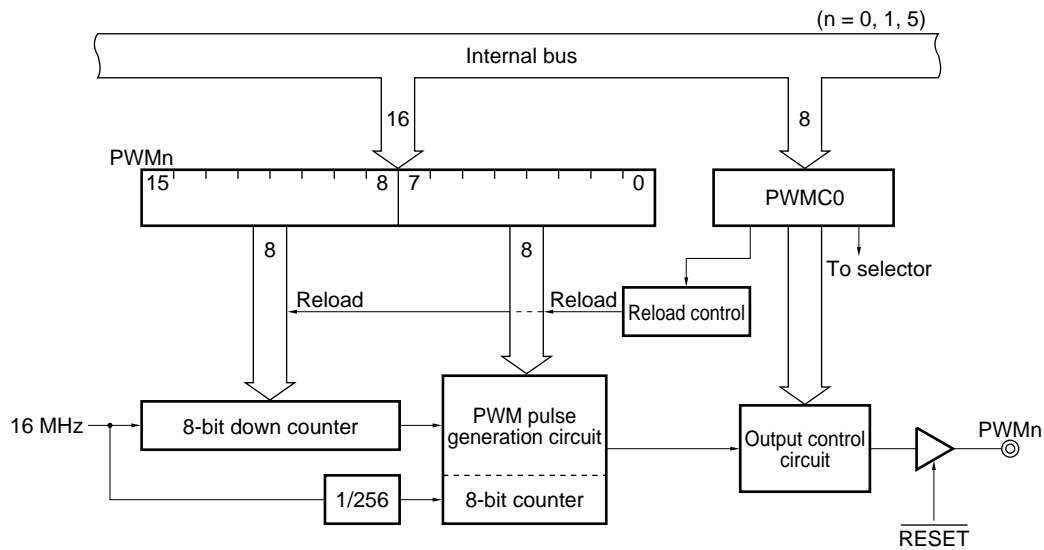 (n = 0, 1, 5)
Internal bus
16
8
PWMn
15
8
7
0
PWMC0
8
8
To selector
Reload
Reload
Reload control
16 MHz
8-bit down counter
PWM pulse
generation circuit
Output control
circuit
PWMn
1/256
8-bit counter
RESET